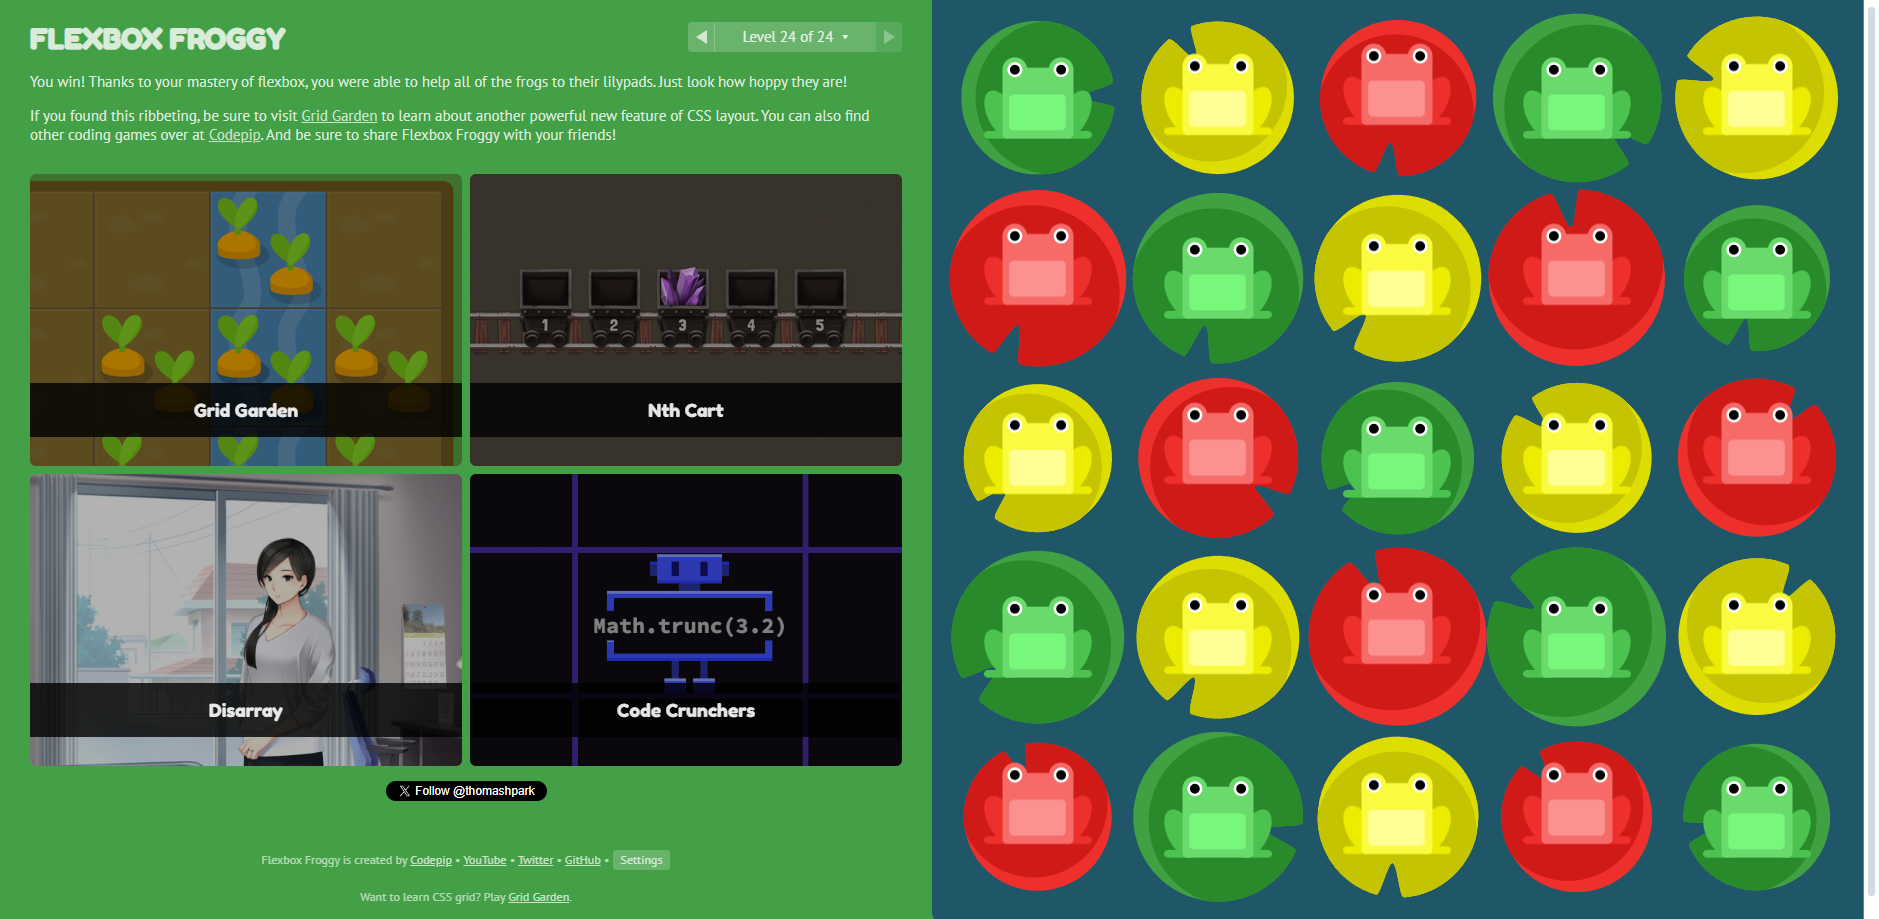 FLEXBOX FROGGY
Level 24 of 24
You win! Thanks to your mastery of flexbox, you were able to help all of the frogs to their lilypads. Just look how hoppy they are!
If you found this ribbeting, be sure to visit Grid Garden to learn about another powerful new feature of CSS layout. You can also find
other coding games over at Codepip. And be sure to share Flexbox Froggy with your friends!
Grid Garden
1 2 3 4 5
Nth Cart
Disarray
Math.trunc(3.2)
Code Crunchers
X Follow @thomashpark
Flexbox Froggy is created by Codepip • YouTube • Twitter • GitHub • Settings
Want to learn CSS grid? Play Grid Garden.